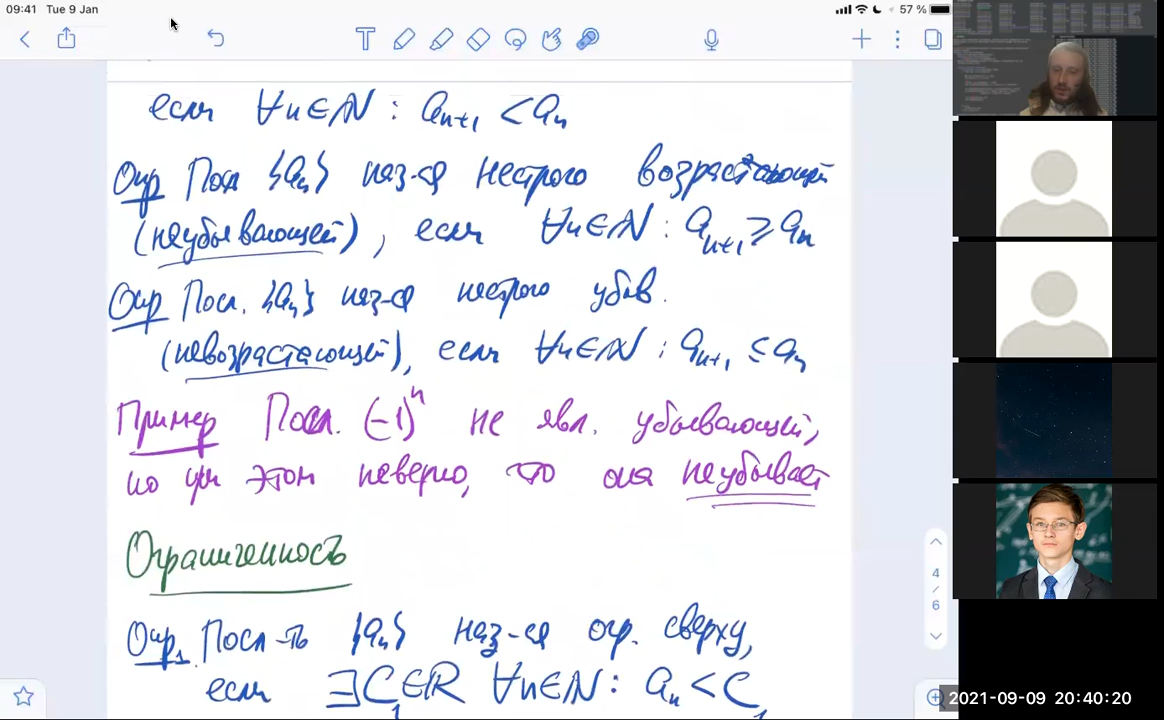 09:41 Tue 9 Jan
57 %
если ∀n∈ℕ : aₙ₊₁ < aₙ
Опр Посл {aₙ} наз-ся нестрого возрастающей
(неубывающей), если ∀n∈ℕ : aₙ₊₁ ≥ aₙ
Опр Посл. {aₙ} наз-ся нестрого убыв.
(невозрастающей), если ∀n∈ℕ : aₙ₊₁ ≤ aₙ
Пример Посл. (-1)ⁿ не явл. убывающей,
но при этом неверно, что она неубывает
Ограниченность
4
/
6
Опр₁ Посл-ть {aₙ} наз-ся огр. сверху,
если ∃C₁∈ℝ ∀n∈ℕ : aₙ < C₁
2021-09-09 20:40:20